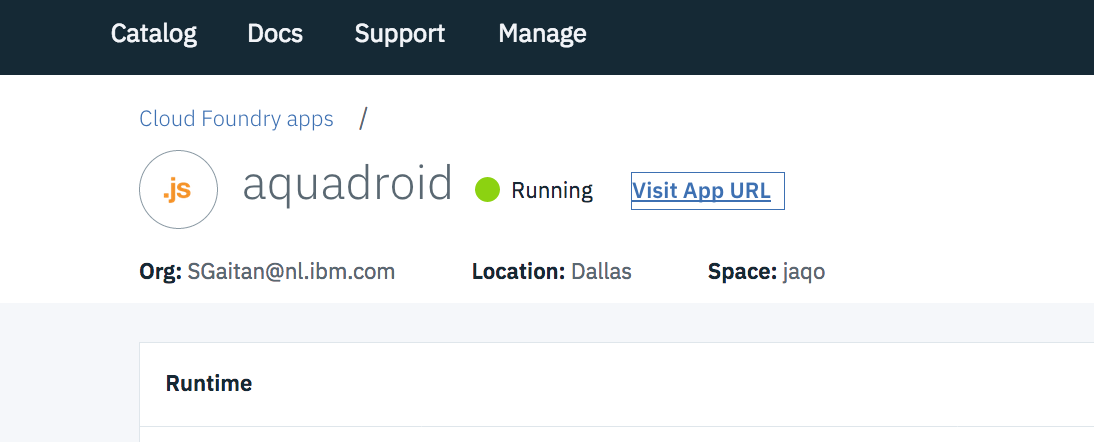 Catalog Docs Support Manage
Cloud Foundry apps /
.js aquadroid Running Visit App URL
Org: SGaitan@nl.ibm.com Location: Dallas Space: jaqo
Runtime